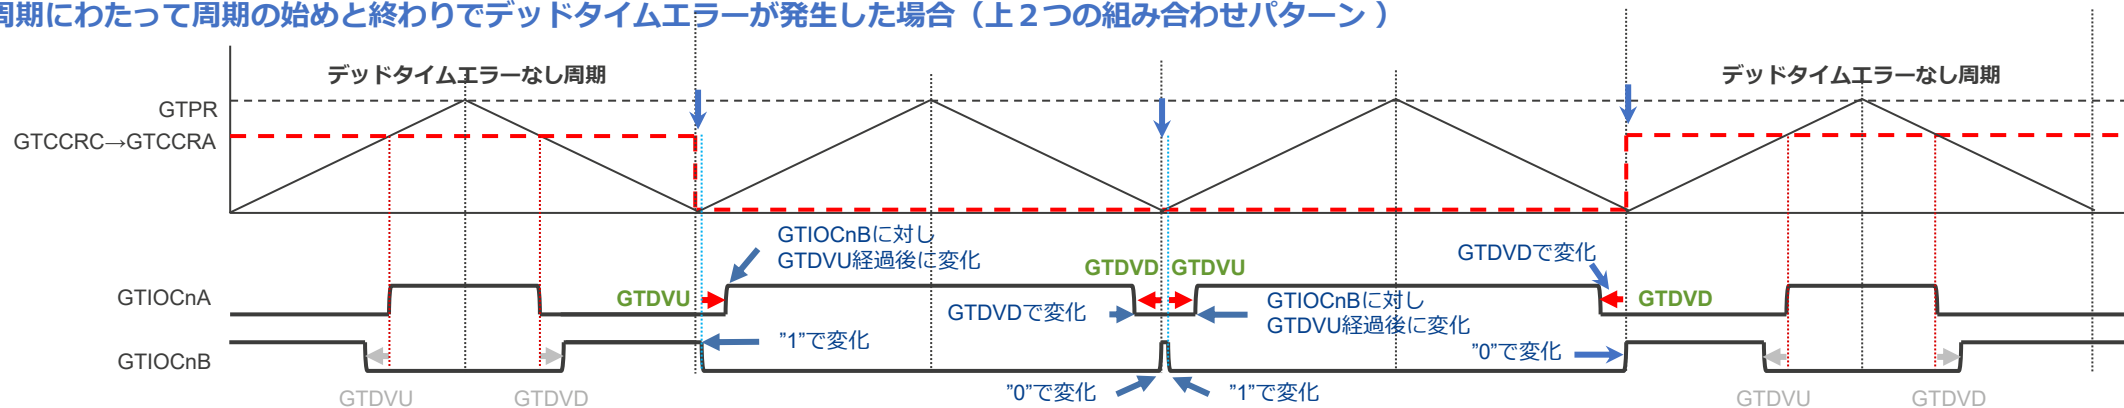 周期にわたって周期の始めと終わりでデッドタイムエラーが発生した場合（上２つの組み合わせパターン ）
デッドタイムエラーなし周期
デッドタイムエラーなし周期
GTPR
GTCCRC→GTCCRA
GTIOCnBに対し
GTDVU経過後に変化
GTDVD
GTDVU
GTDVDで変化
GTIOCnA
GTDVU
GTDVDで変化
GTIOCnBに対し
GTDVU経過後に変化
GTDVD
GTIOCnB
”1”で変化
”0”で変化
”0”で変化
”1”で変化
GTDVU
GTDVD
GTDVU
GTDVD